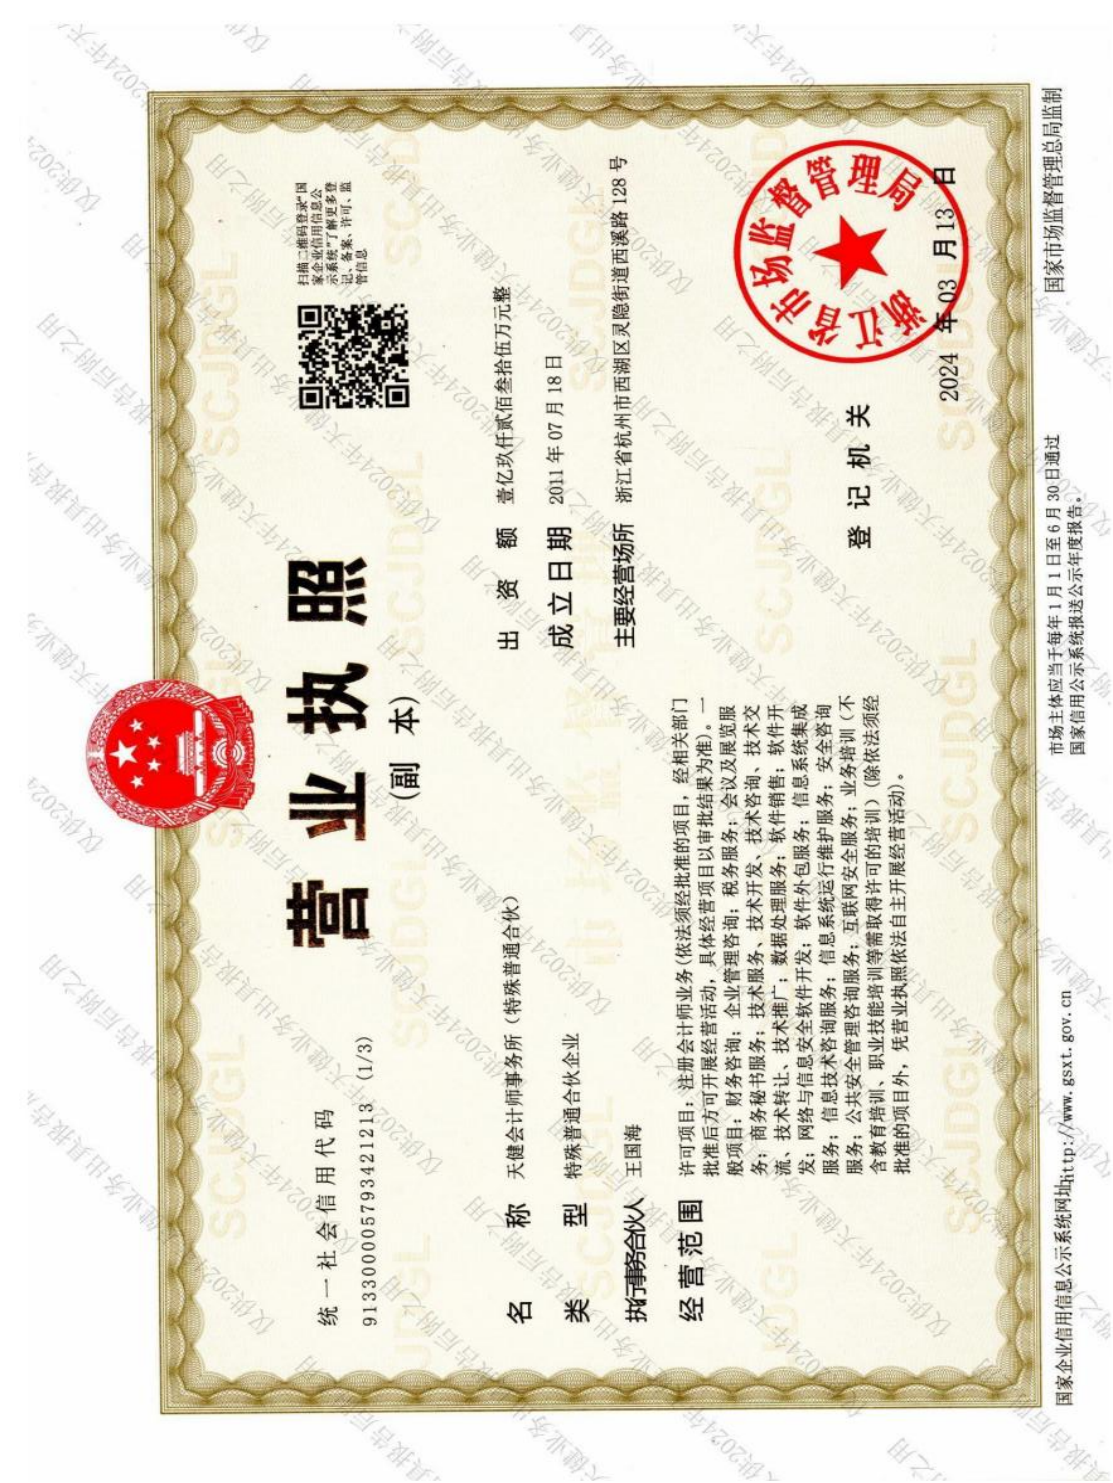 营业执照
(副 本)
统一社会信用代码
913300005793421213 (1/3)
扫描二维码登录“国
家企业信用信息公
示系统”了解更多登
记、备案、许可、监
管信息
名 称 天健会计师事务所（特殊普通合伙）
类 型 特殊普通合伙企业
执行事务合伙人 王国海
经营范围 许可项目：注册会计师业务(依法须经批准的项目，经相关部门
批准后方可开展经营活动，具体经营项目以审批结果为准）。一
般项目：财务咨询；企业管理咨询；税务服务；会议及展览服
务；商务秘书服务；技术服务、技术开发、技术咨询、技术交
流、技术转让、技术推广；数据处理服务；软件销售；软件开
发；网络与信息安全软件开发；软件外包服务；信息系统集成
服务；信息技术咨询服务；信息系统运行维护服务；安全咨询
服务；公共安全管理咨询服务；互联网安全服务；业务培训（不
含教育培训、职业技能培训等需取得许可的培训）(除依法须经
批准的项目外，凭营业执照依法自主开展经营活动）。
出 资 额 壹亿玖仟贰佰叁拾伍万元整
成立日期 2011年07月18日
主要经营场所 浙江省杭州市西湖区灵隐街道西溪路128号
登记机关
浙江省市场监督管理局
2024 年 03 月 13 日
国家企业信用信息公示系统网址http://www.gsxt.gov.cn
市场主体应当于每年1月1日至6月30日通过
国家信用公示系统报送公示年度报告。
国家市场监督管理总局监制
仅供2024年天健业务出具报告后附之用
SCJDGL